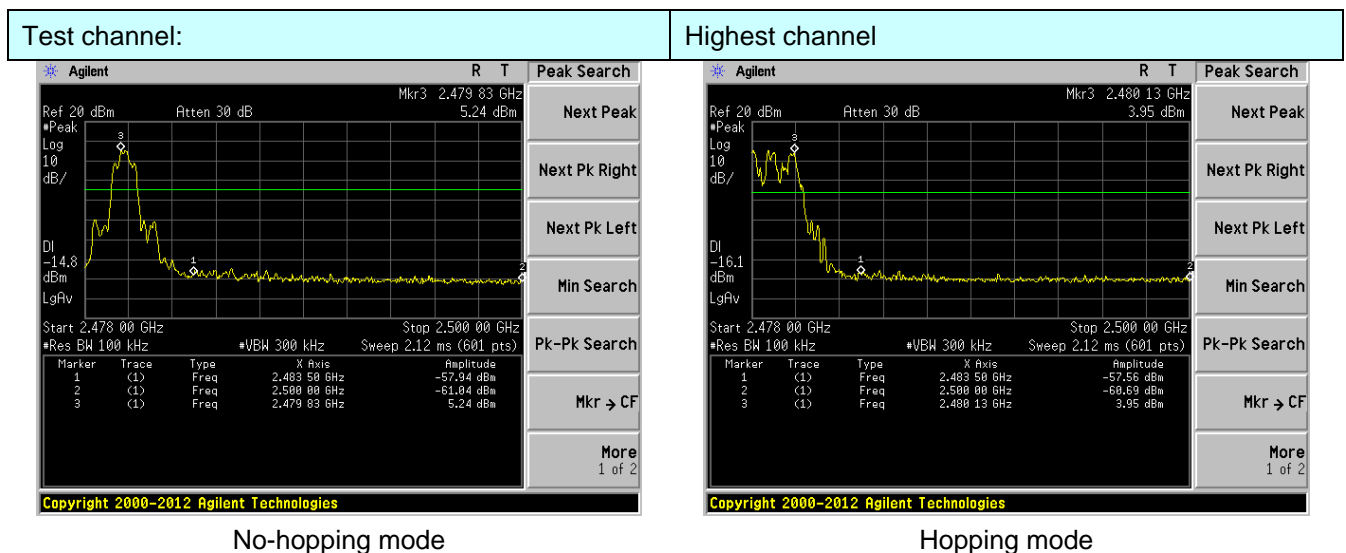 Test channel:
Highest channel
Agilent R T
Mkr3 2.479 83 GHz
Ref 20 dBm Atten 30 dB 5.24 dBm
#Peak
Log
10
dB/
DI
-14.8
dBm
LgAv
3
1
2
Start 2.478 00 GHz Stop 2.500 00 GHz
#Res BW 100 kHz #VBW 300 kHz Sweep 2.12 ms (601 pts)
Marker Trace Type X Axis Amplitude
1 (1) Freq 2.483 50 GHz -57.94 dBm
2 (1) Freq 2.500 00 GHz -61.04 dBm
3 (1) Freq 2.479 83 GHz 5.24 dBm
Copyright 2000-2012 Agilent Technologies
Peak Search
Next Peak
Next Pk Right
Next Pk Left
Min Search
Pk-Pk Search
Mkr → CF
More
1 of 2
No-hopping mode
Agilent R T
Mkr3 2.480 13 GHz
Ref 20 dBm Atten 30 dB 3.95 dBm
#Peak
Log
10
dB/
DI
-16.1
dBm
LgAv
3
1
2
Start 2.478 00 GHz Stop 2.500 00 GHz
#Res BW 100 kHz #VBW 300 kHz Sweep 2.12 ms (601 pts)
Marker Trace Type X Axis Amplitude
1 (1) Freq 2.483 50 GHz -57.56 dBm
2 (1) Freq 2.500 00 GHz -60.69 dBm
3 (1) Freq 2.480 13 GHz 3.95 dBm
Copyright 2000-2012 Agilent Technologies
Peak Search
Next Peak
Next Pk Right
Next Pk Left
Min Search
Pk-Pk Search
Mkr → CF
More
1 of 2
Hopping mode